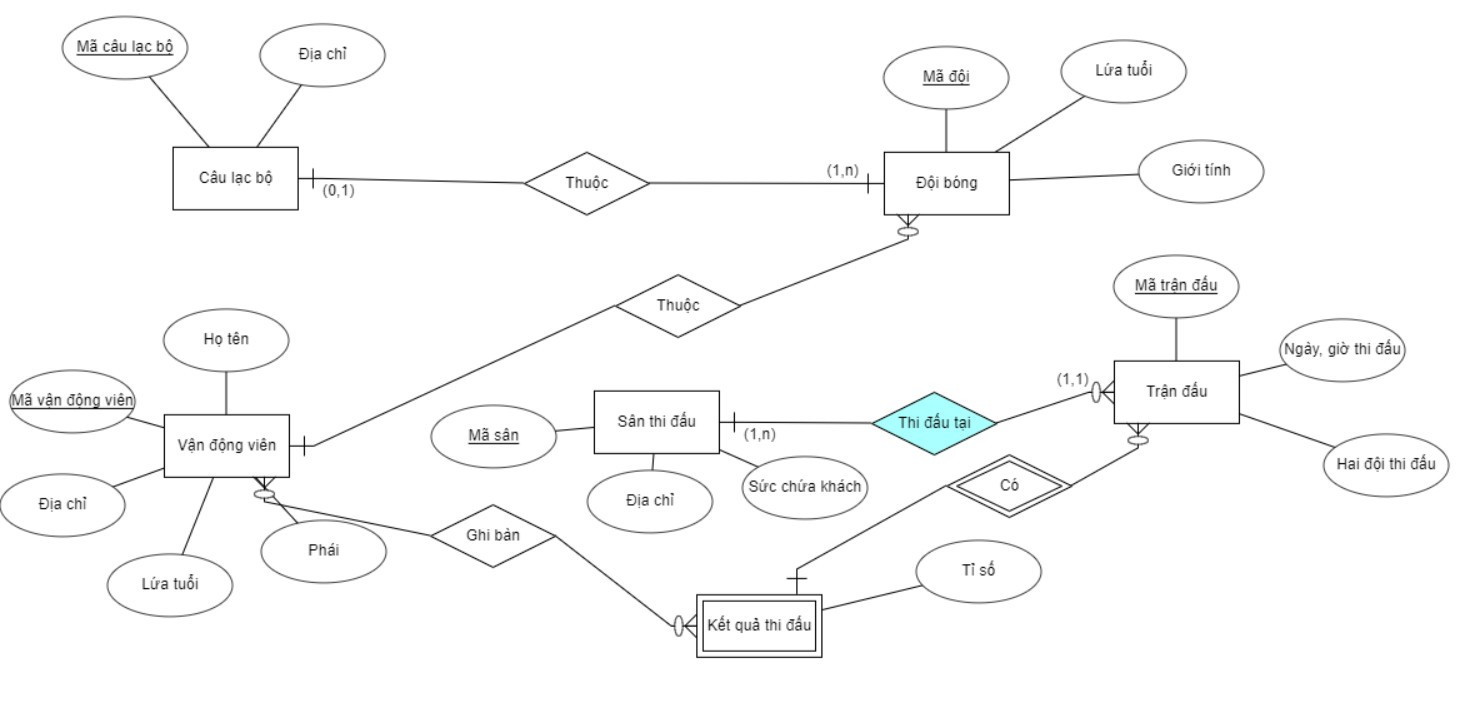 Mã câu lạc bộ
Địa chỉ
Mã đội
Lứa tuổi
Câu lạc bộ
(0,1)
Thuộc
(1,n)
Đội bóng
Giới tính
Thuộc
Mã trận đấu
Họ tên
Ngày, giờ thi đấu
Mã vận động viên
Vận động viên
Mã sân
Sân thi đấu
(1,n)
Thi đấu tại
(1,1)
Trận đấu
Hai đội thi đấu
Địa chỉ
Địa chỉ
Sức chứa khách
Có
Lứa tuổi
Phái
Ghi bàn
Tỉ số
Kết quả thi đấu